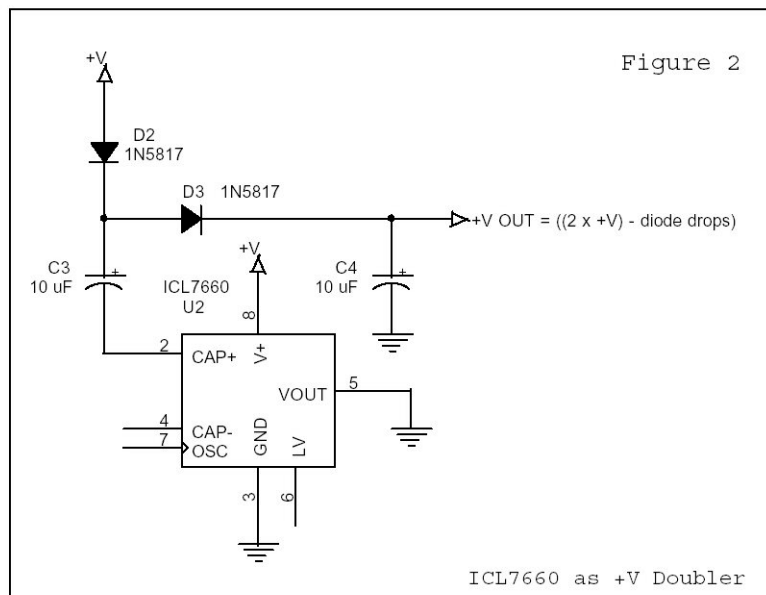 +V
Figure 2
D2
1N5817
D3 1N5817
+V OUT = ((2 x +V) - diode drops)
+V
C3
10 uF
+
ICL7660
U2
C4
10 uF
+
8
2
CAP+
V+
VOUT
5
4
CAP-
7
OSC
GND
LV
3
6
ICL7660 as +V Doubler